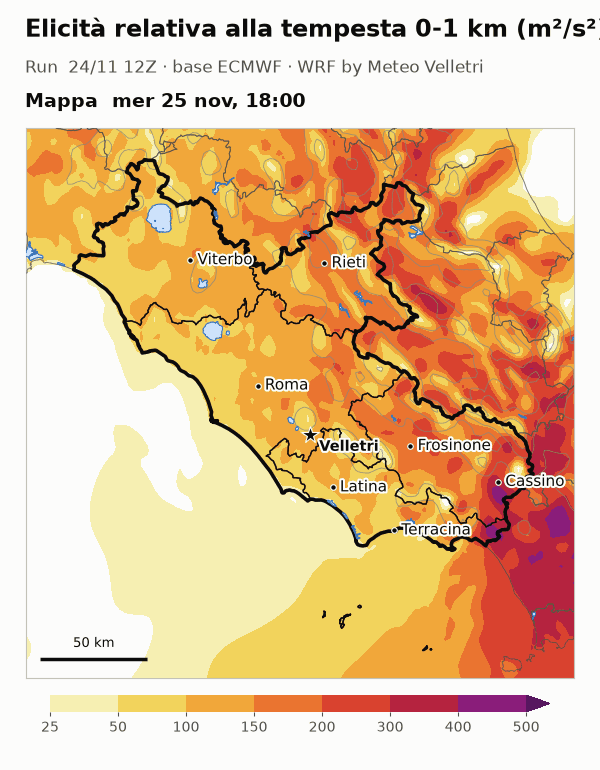 Elicità relativa alla tempesta 0-1 km (m²/s²)
Run 24/11 12Z · base ECMWF · WRF by Meteo Velletri
Mappa mer 25 nov, 18:00
Viterbo
Rieti
Roma
Velletri
Frosinone
Latina
Cassino
Terracina
50 km
25 50 100 150 200 300 400 500